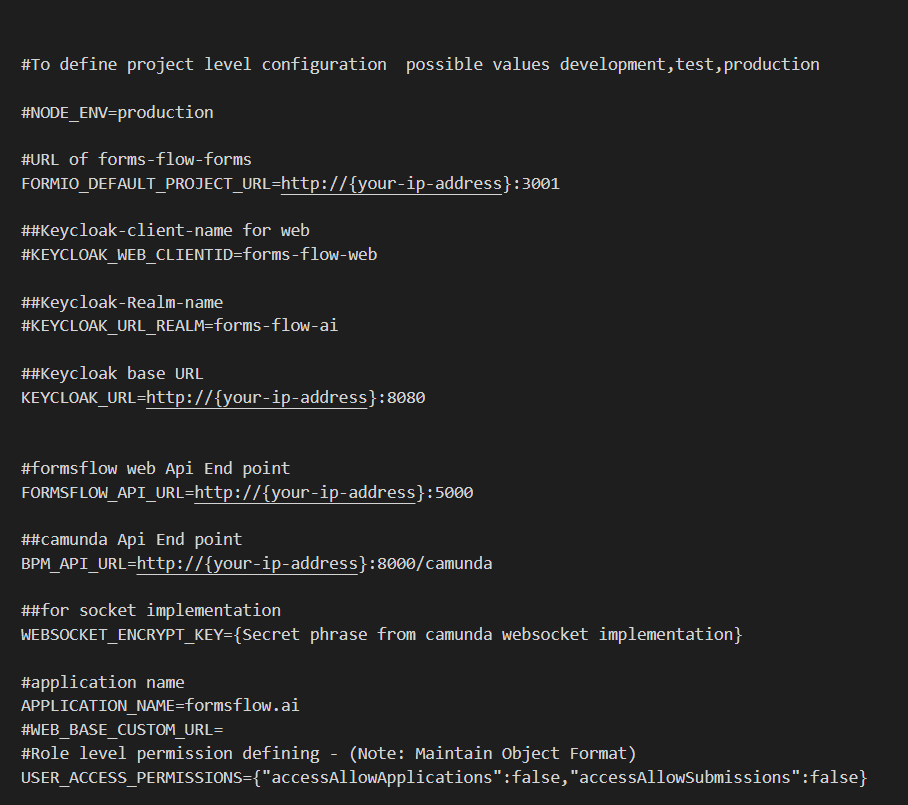 #To define project level configuration  possible values development,test,production
#NODE_ENV=production
#URL of forms-flow-forms
FORMIO_DEFAULT_PROJECT_URL=http://{your-ip-address}:3001
##Keycloak-client-name for web
#KEYCLOAK_WEB_CLIENTID=forms-flow-web
##Keycloak-Realm-name
#KEYCLOAK_URL_REALM=forms-flow-ai
##Keycloak base URL
KEYCLOAK_URL=http://{your-ip-address}:8080
#formsflow web Api End point
FORMSFLOW_API_URL=http://{your-ip-address}:5000
##camunda Api End point
BPM_API_URL=http://{your-ip-address}:8000/camunda
##for socket implementation
WEBSOCKET_ENCRYPT_KEY={Secret phrase from camunda websocket implementation}
#application name
APPLICATION_NAME=formsflow.ai
#WEB_BASE_CUSTOM_URL=
#Role level permission defining - (Note: Maintain Object Format)
USER_ACCESS_PERMISSIONS={"accessAllowApplications":false,"accessAllowSubmissions":false}